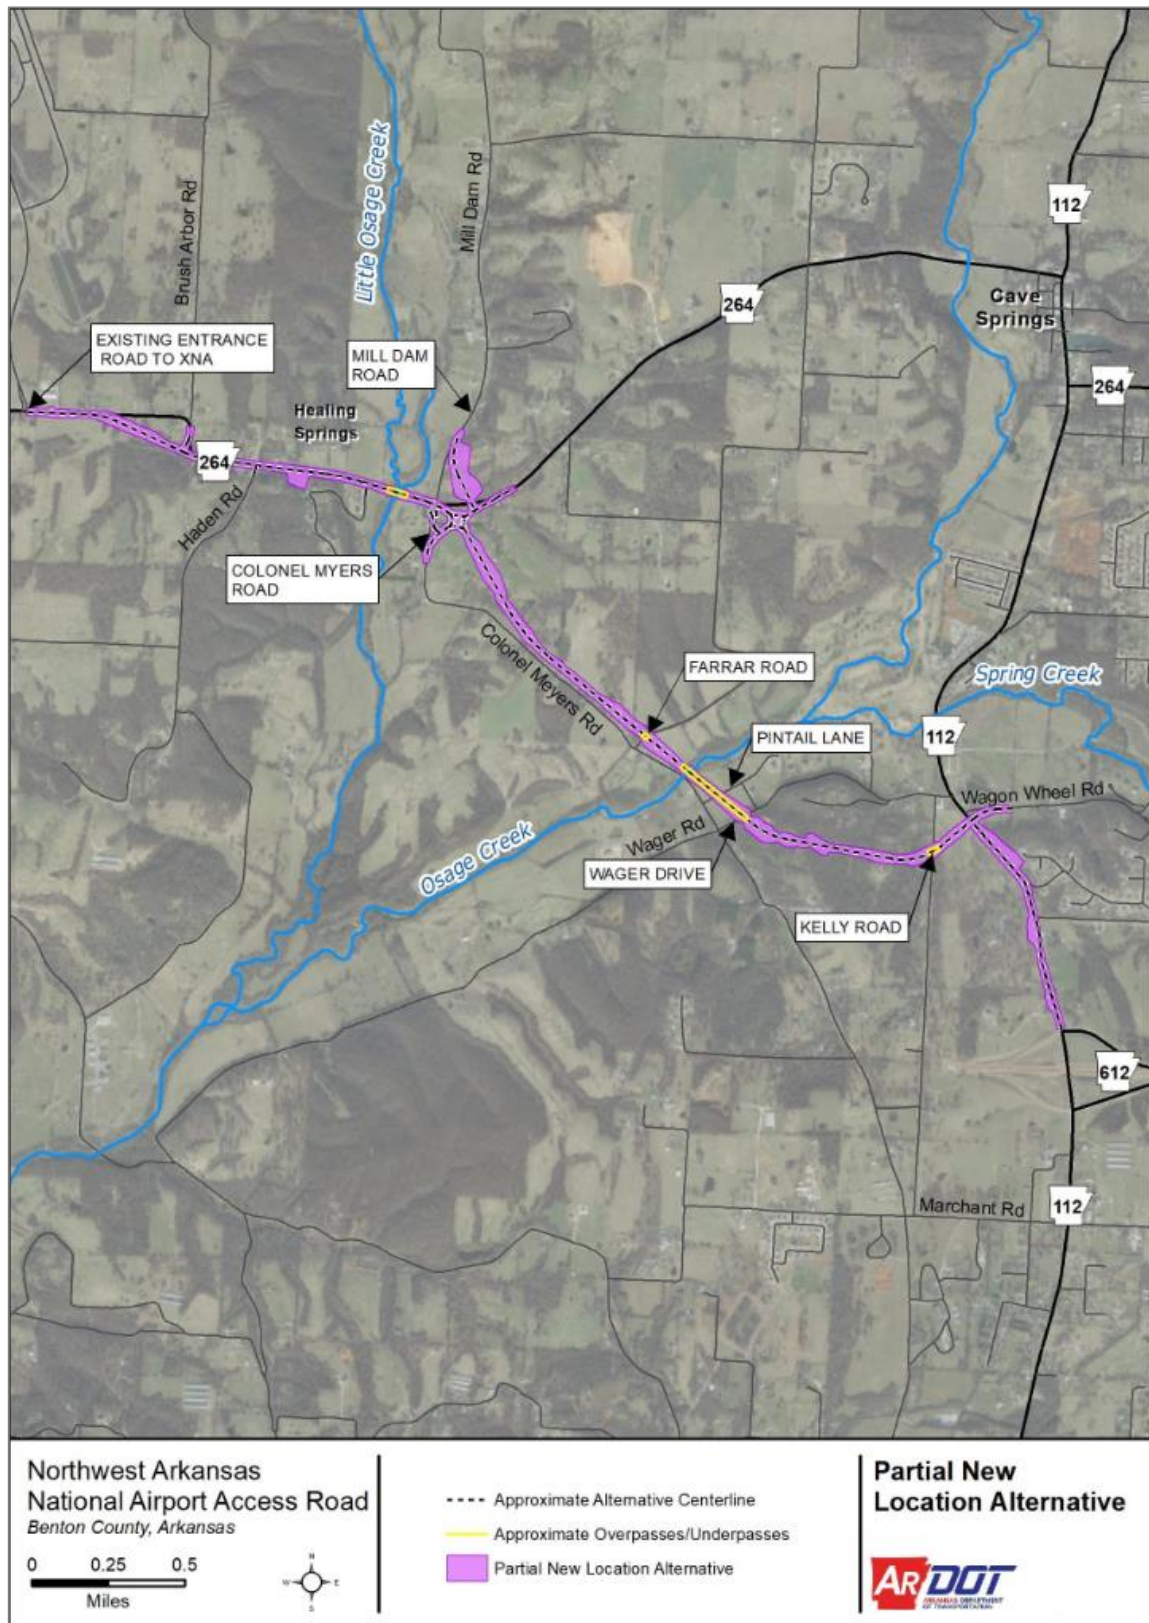 Little Osage Creek
Mill Dam Rd
Brush Arbor Rd
112
264
Cave
Springs
EXISTING ENTRANCE
ROAD TO XNA
MILL DAM
ROAD
264
Healing
Springs
264
Haden Rd
COLONEL MYERS
ROAD
Colonel Meyers Rd
FARRAR ROAD
Spring Creek
PINTAIL LANE
112
Wagon Wheel Rd
Wager Rd
Osage Creek
WAGER DRIVE
KELLY ROAD
612
Marchant Rd
112
Northwest Arkansas
National Airport Access Road
Benton County, Arkansas
0 0.25 0.5
Miles
N
W E
S
Approximate Alternative Centerline
Approximate Overpasses/Underpasses
Partial New Location Alternative
Partial New
Location Alternative
ARDOT
ARKANSAS DEPARTMENT
OF TRANSPORTATION